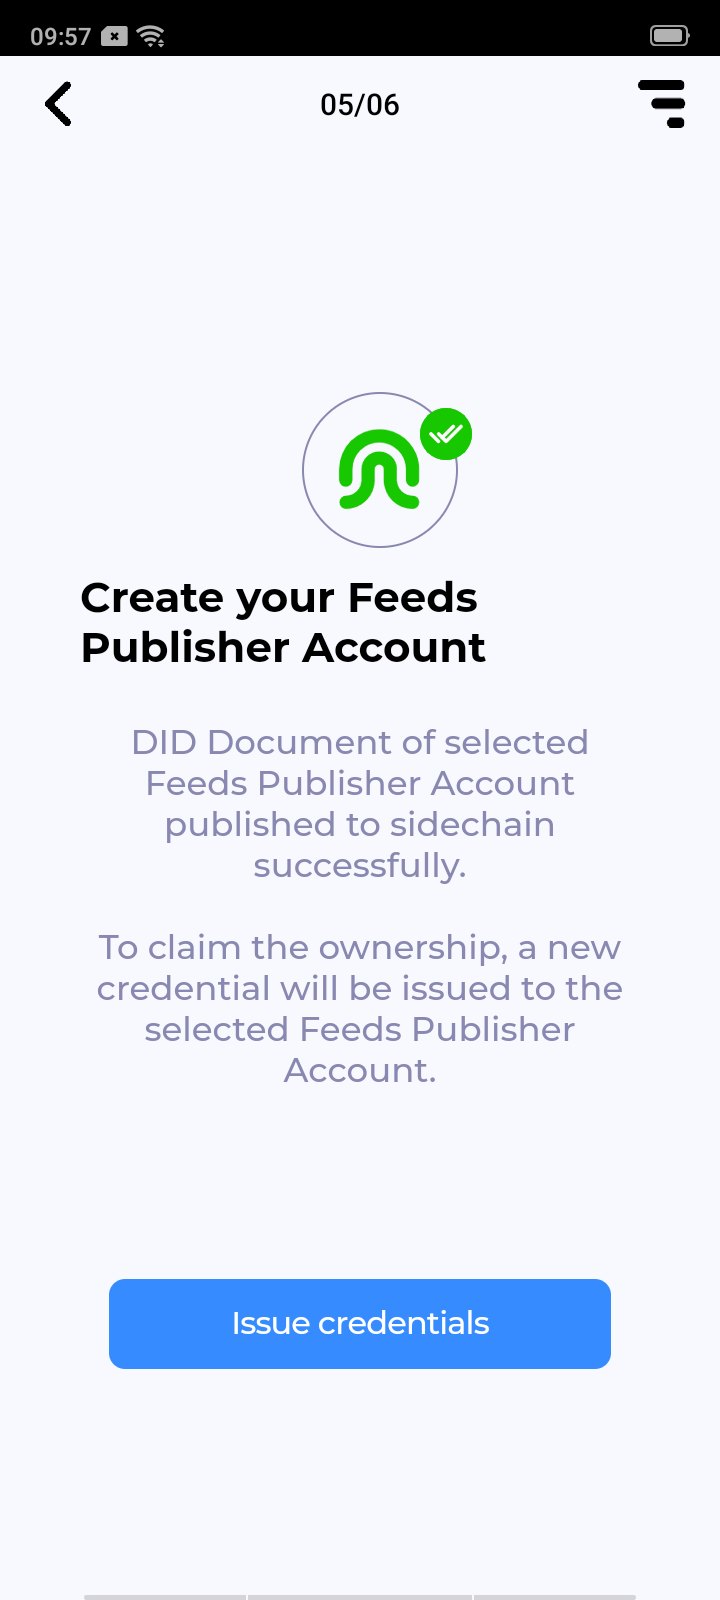 09:57
05/06
Create your Feeds
Publisher Account
DID Document of selected
Feeds Publisher Account
published to sidechain
successfully.
To claim the ownership, a new
credential will be issued to the
selected Feeds Publisher
Account.
Issue credentials